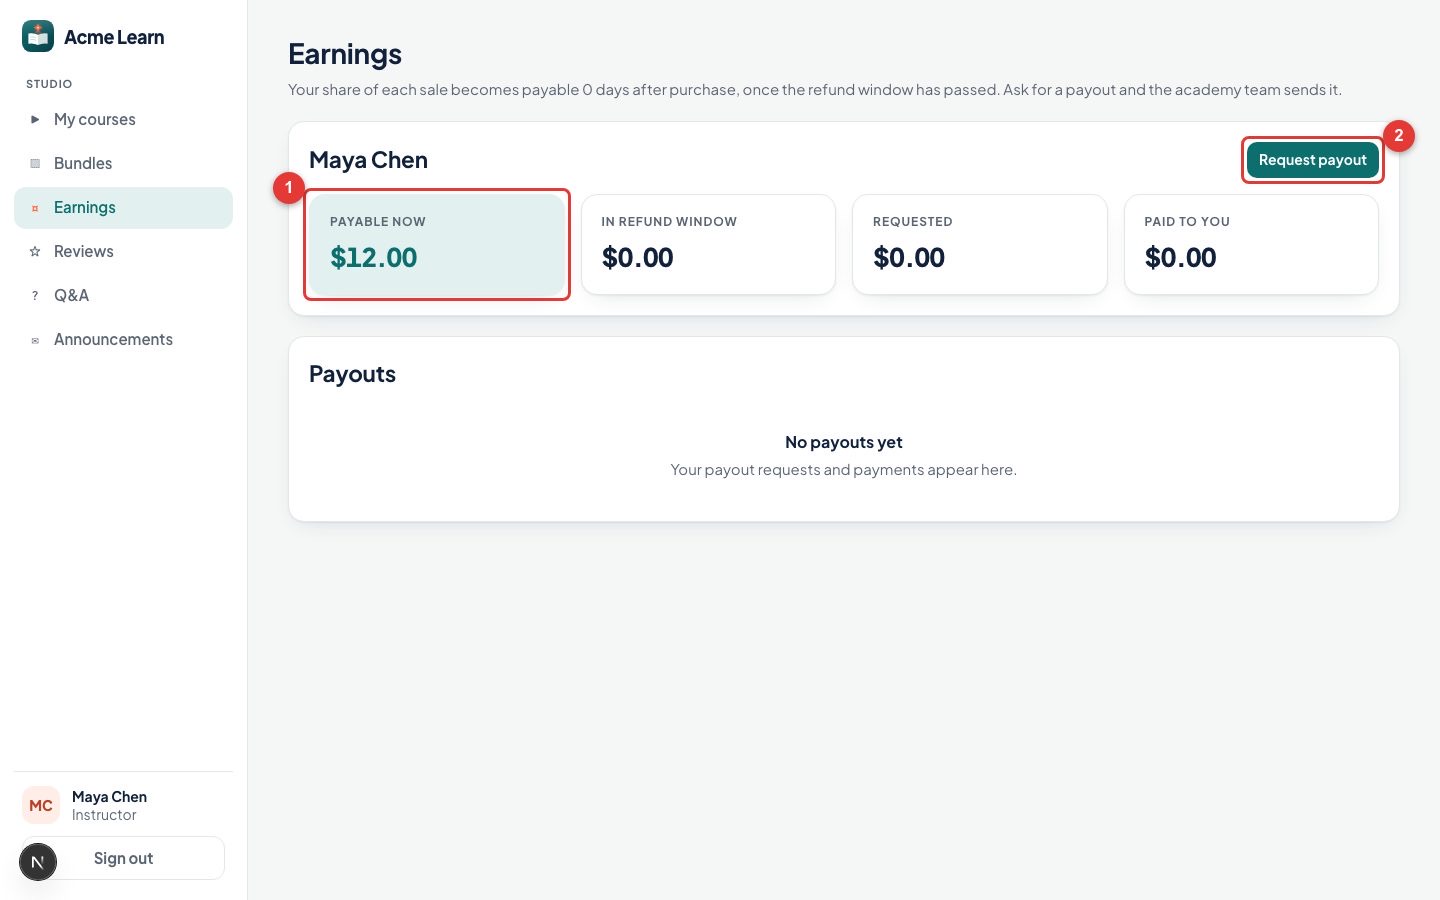 Acme Learn
STUDIO
My courses
Bundles
Earnings
Reviews
? Q&A
Announcements
MC
Maya Chen
Instructor
N
Sign out
Earnings
Your share of each sale becomes payable 0 days after purchase, once the refund window has passed. Ask for a payout and the academy team sends it.
Maya Chen
Request payout
2
1
PAYABLE NOW
$12.00
IN REFUND WINDOW
$0.00
REQUESTED
$0.00
PAID TO YOU
$0.00
Payouts
No payouts yet
Your payout requests and payments appear here.